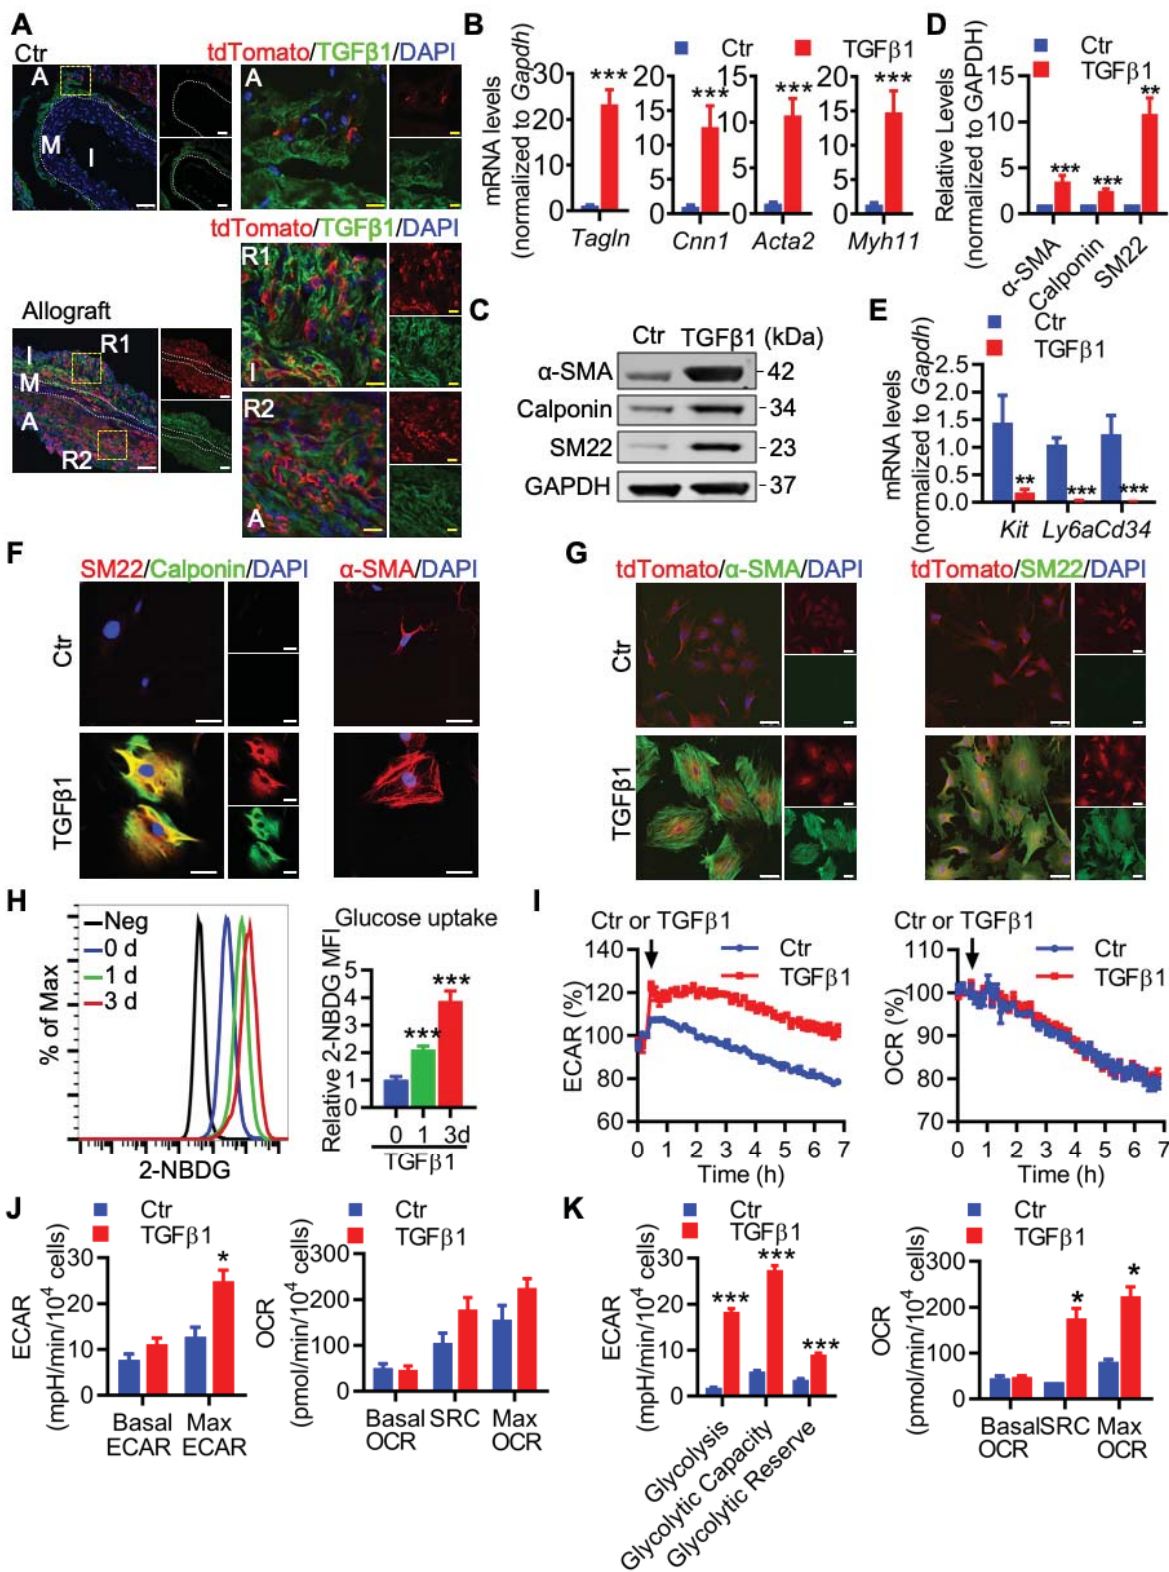 A
Ctr
tdTomato/TGFβ1/DAPI
A
M
I
A
tdTomato/TGFβ1/DAPI
R1
I
R2
A
Allograft
R1
I
M
A
R2
B
Ctr
TGFβ1
mRNA levels
(normalized to Gapdh)
30
20
10
0
***
Tagln
20
15
10
5
0
***
Cnn1
15
10
5
0
***
Acta2
20
15
10
5
0
***
Myh11
C
Ctr
TGFβ1 (kDa)
α-SMA
-42
Calponin
-34
SM22
-23
GAPDH
-37
D
Ctr
TGFβ1
Relative Levels
(normalized to GAPDH)
15
10
5
0
***
***
**
α-SMA
Calponin
SM22
E
Ctr
TGFβ1
mRNA levels
(normalized to Gapdh)
2.5
2.0
1.5
1.0
0.5
0.0
**
***
***
Kit
Ly6a
Cd34
F
SM22/Calponin/DAPI
α-SMA/DAPI
Ctr
TGFβ1
G
tdTomato/α-SMA/DAPI
tdTomato/SM22/DAPI
Ctr
TGFβ1
H
Neg
0 d
1 d
3 d
% of Max
2-NBDG
Glucose uptake
Relative 2-NBDG MFI
5
4
3
2
1
0
***
***
0
1
3d
TGFβ1
I
Ctr or TGFβ1
Ctr
TGFβ1
ECAR (%)
140
120
100
80
60
0 1 2 3 4 5 6 7
Time (h)
Ctr or TGFβ1
Ctr
TGFβ1
OCR (%)
110
100
90
80
70
0 1 2 3 4 5 6 7
Time (h)
J
Ctr
TGFβ1
ECAR
(mpH/min/10⁴ cells)
30
20
10
0
*
Basal
ECAR
Max
ECAR
Ctr
TGFβ1
OCR
(pmol/min/10⁴ cells)
300
200
100
0
Basal
OCR
SRC
Max
OCR
K
Ctr
TGFβ1
ECAR
(mpH/min/10⁴ cells)
30
20
10
0
***
***
***
Glycolysis
Glycolytic Capacity
Glycolytic Reserve
Ctr
TGFβ1
OCR
(pmol/min/10⁴ cells)
300
200
100
0
*
*
Basal
OCR
SRC
Max
OCR